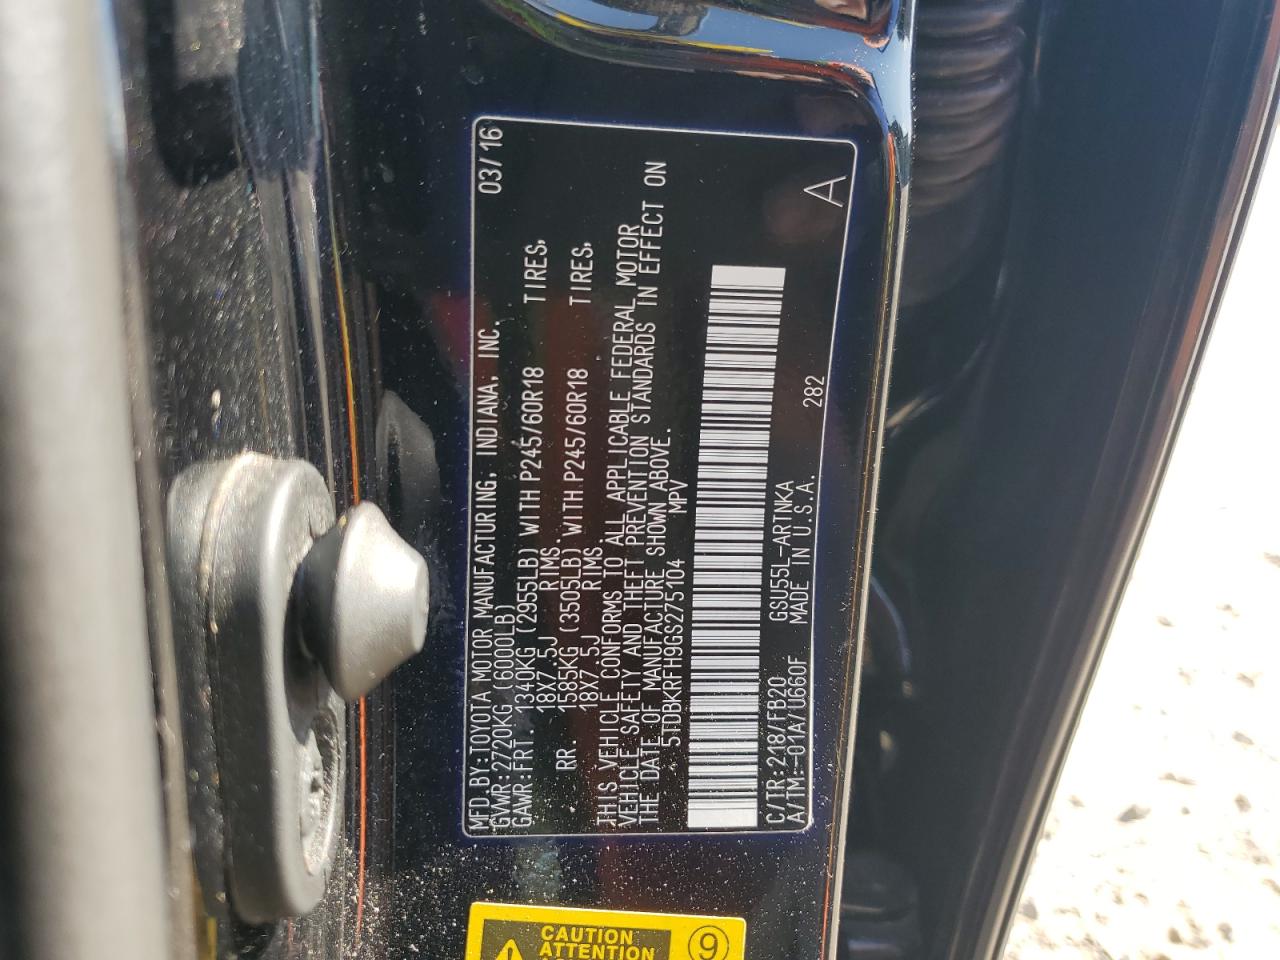 MFD.BY:TOYOTA MOTOR MANUFACTURING, INDIANA, INC. 03/16
GVWR:2720KG (6000LB)
GAWR:FRT. 1340KG (2955LB) WITH P245/60R18 TIRES,
18X7.5J RIMS.
RR. 1585KG (3505LB) WITH P245/60R18 TIRES,
18X7.5J RIMS.
THIS VEHICLE CONFORMS TO ALL APPLICABLE FEDERAL MOTOR
VEHICLE SAFETY AND THEFT PREVENTION STANDARDS IN EFFECT ON
THE DATE OF MANUFACTURE SHOWN ABOVE.
5TDBKRFH9GS275104 MPV
C/TR:218/FB20 GSU55L-ARTNKA 282 A
A/TM:-01A/U660F MADE IN U.S.A.
CAUTION 9
ATTENTION